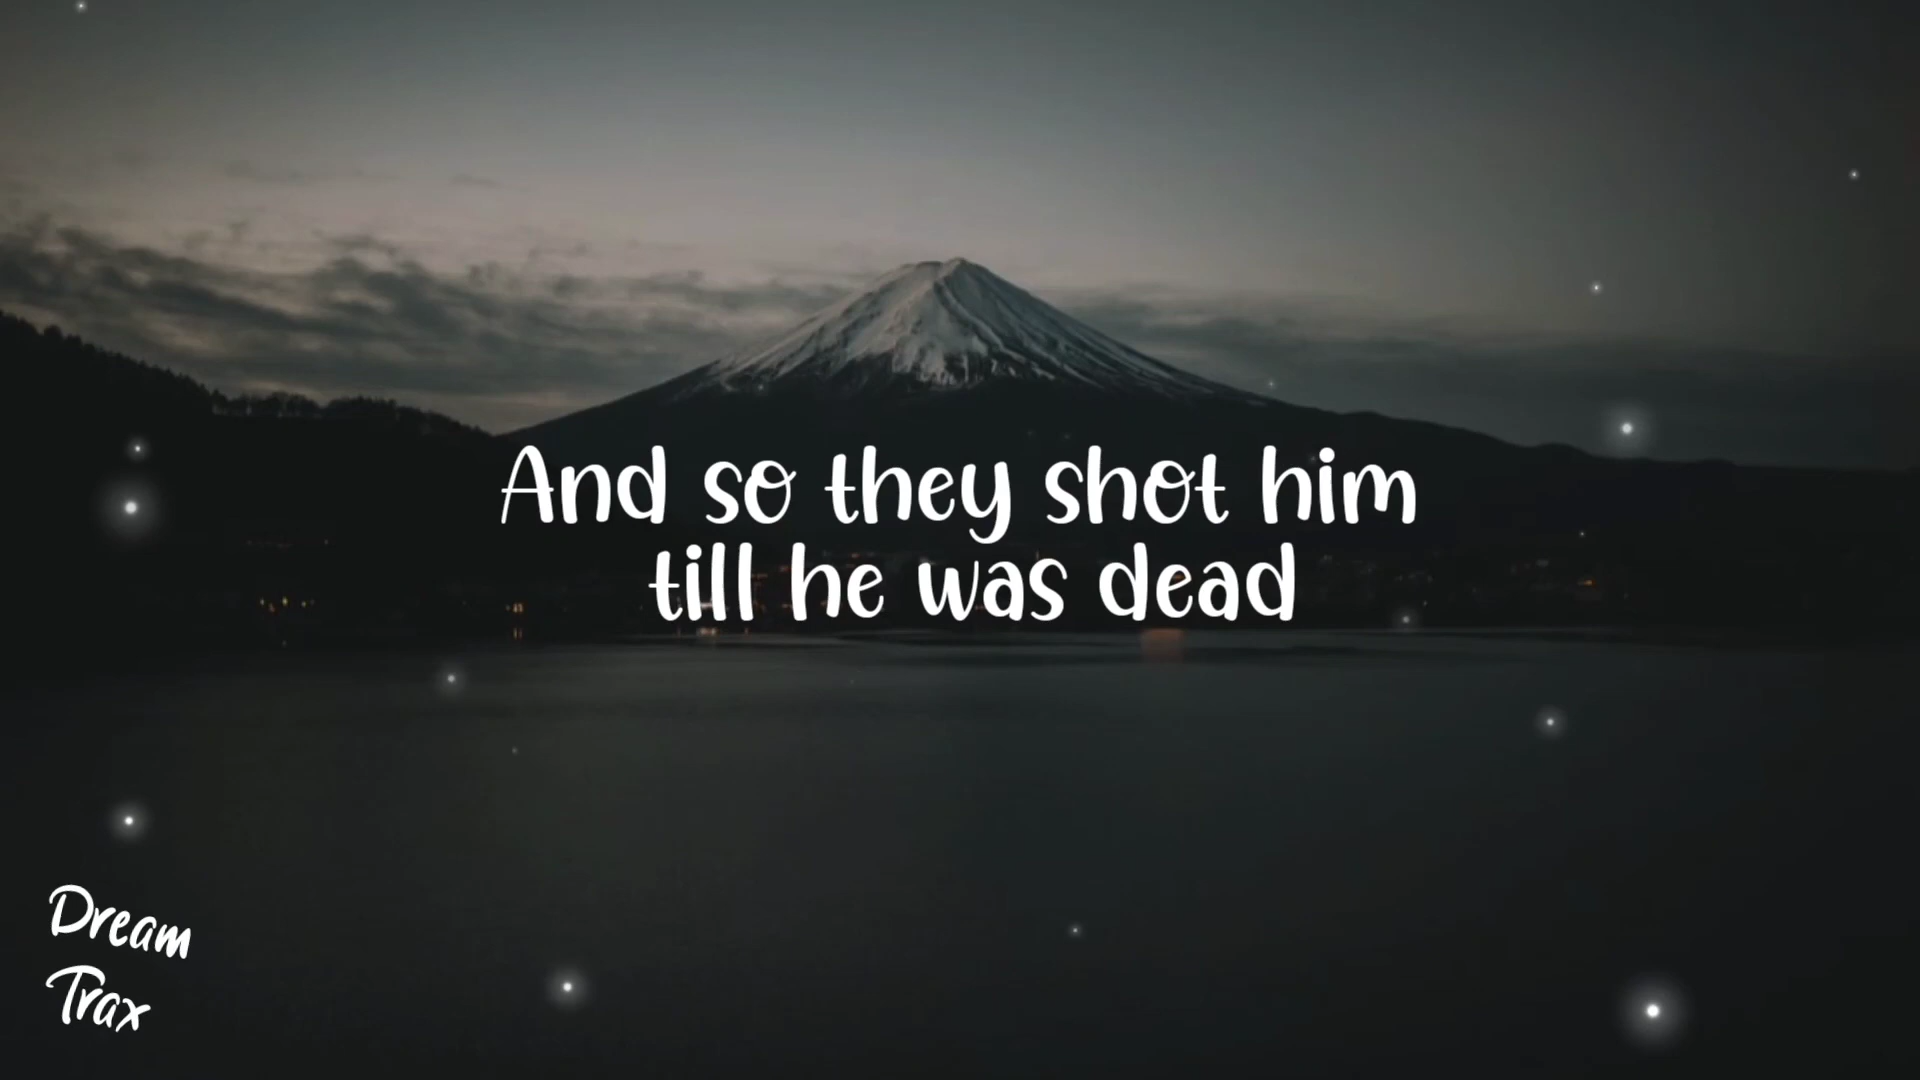 And so they shot him
till he was dead
Dream
Trax